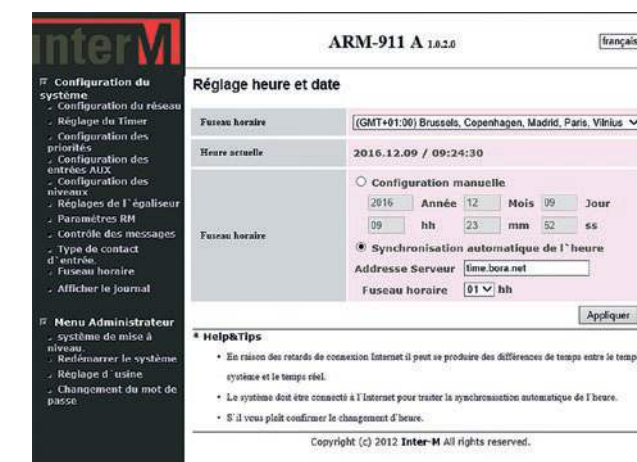 interM
ARM-911 A 1.0.2.0
français
Configuration du
système
Configuration du réseau
Réglage du Timer
Configuration des
priorités
Configuration des
entrées AUX
Configuration des
niveaux
Réglages de l`égaliseur
Paramètres RM
Contrôle des messages
Type de contact
d`entrée.
Fuseau horaire
Afficher le journal
Menu Administrateur
système de mise à
niveau.
Redémarrer le système
Réglage d`usine
Changement du mot de
passe
Réglage heure et date
Fuseau horaire (GMT+01:00) Brussels, Copenhagen, Madrid, Paris, Vilnius
Heure actuelle 2016.12.09 / 09:24:30
Fuseau horaire
Configuration manuelle
2016 Année 12 Mois 09 Jour
09 hh 23 mm 52 ss
Synchronisation automatique de l`heure
Addresse Serveur time.bora.net
Fuseau horaire 01 hh
Appliquer
* Help&Tips
• En raison des retards de connexion Internet il peut se produire des différences de temps entre le temp
système et le temps réel.
• Le système doit être connecté à l`Internet pour traiter la synchronisation automatique de l`heure.
• S`il vous plaît confirmer le changement d`heure.
Copyright (c) 2012 Inter-M All rights reserved.